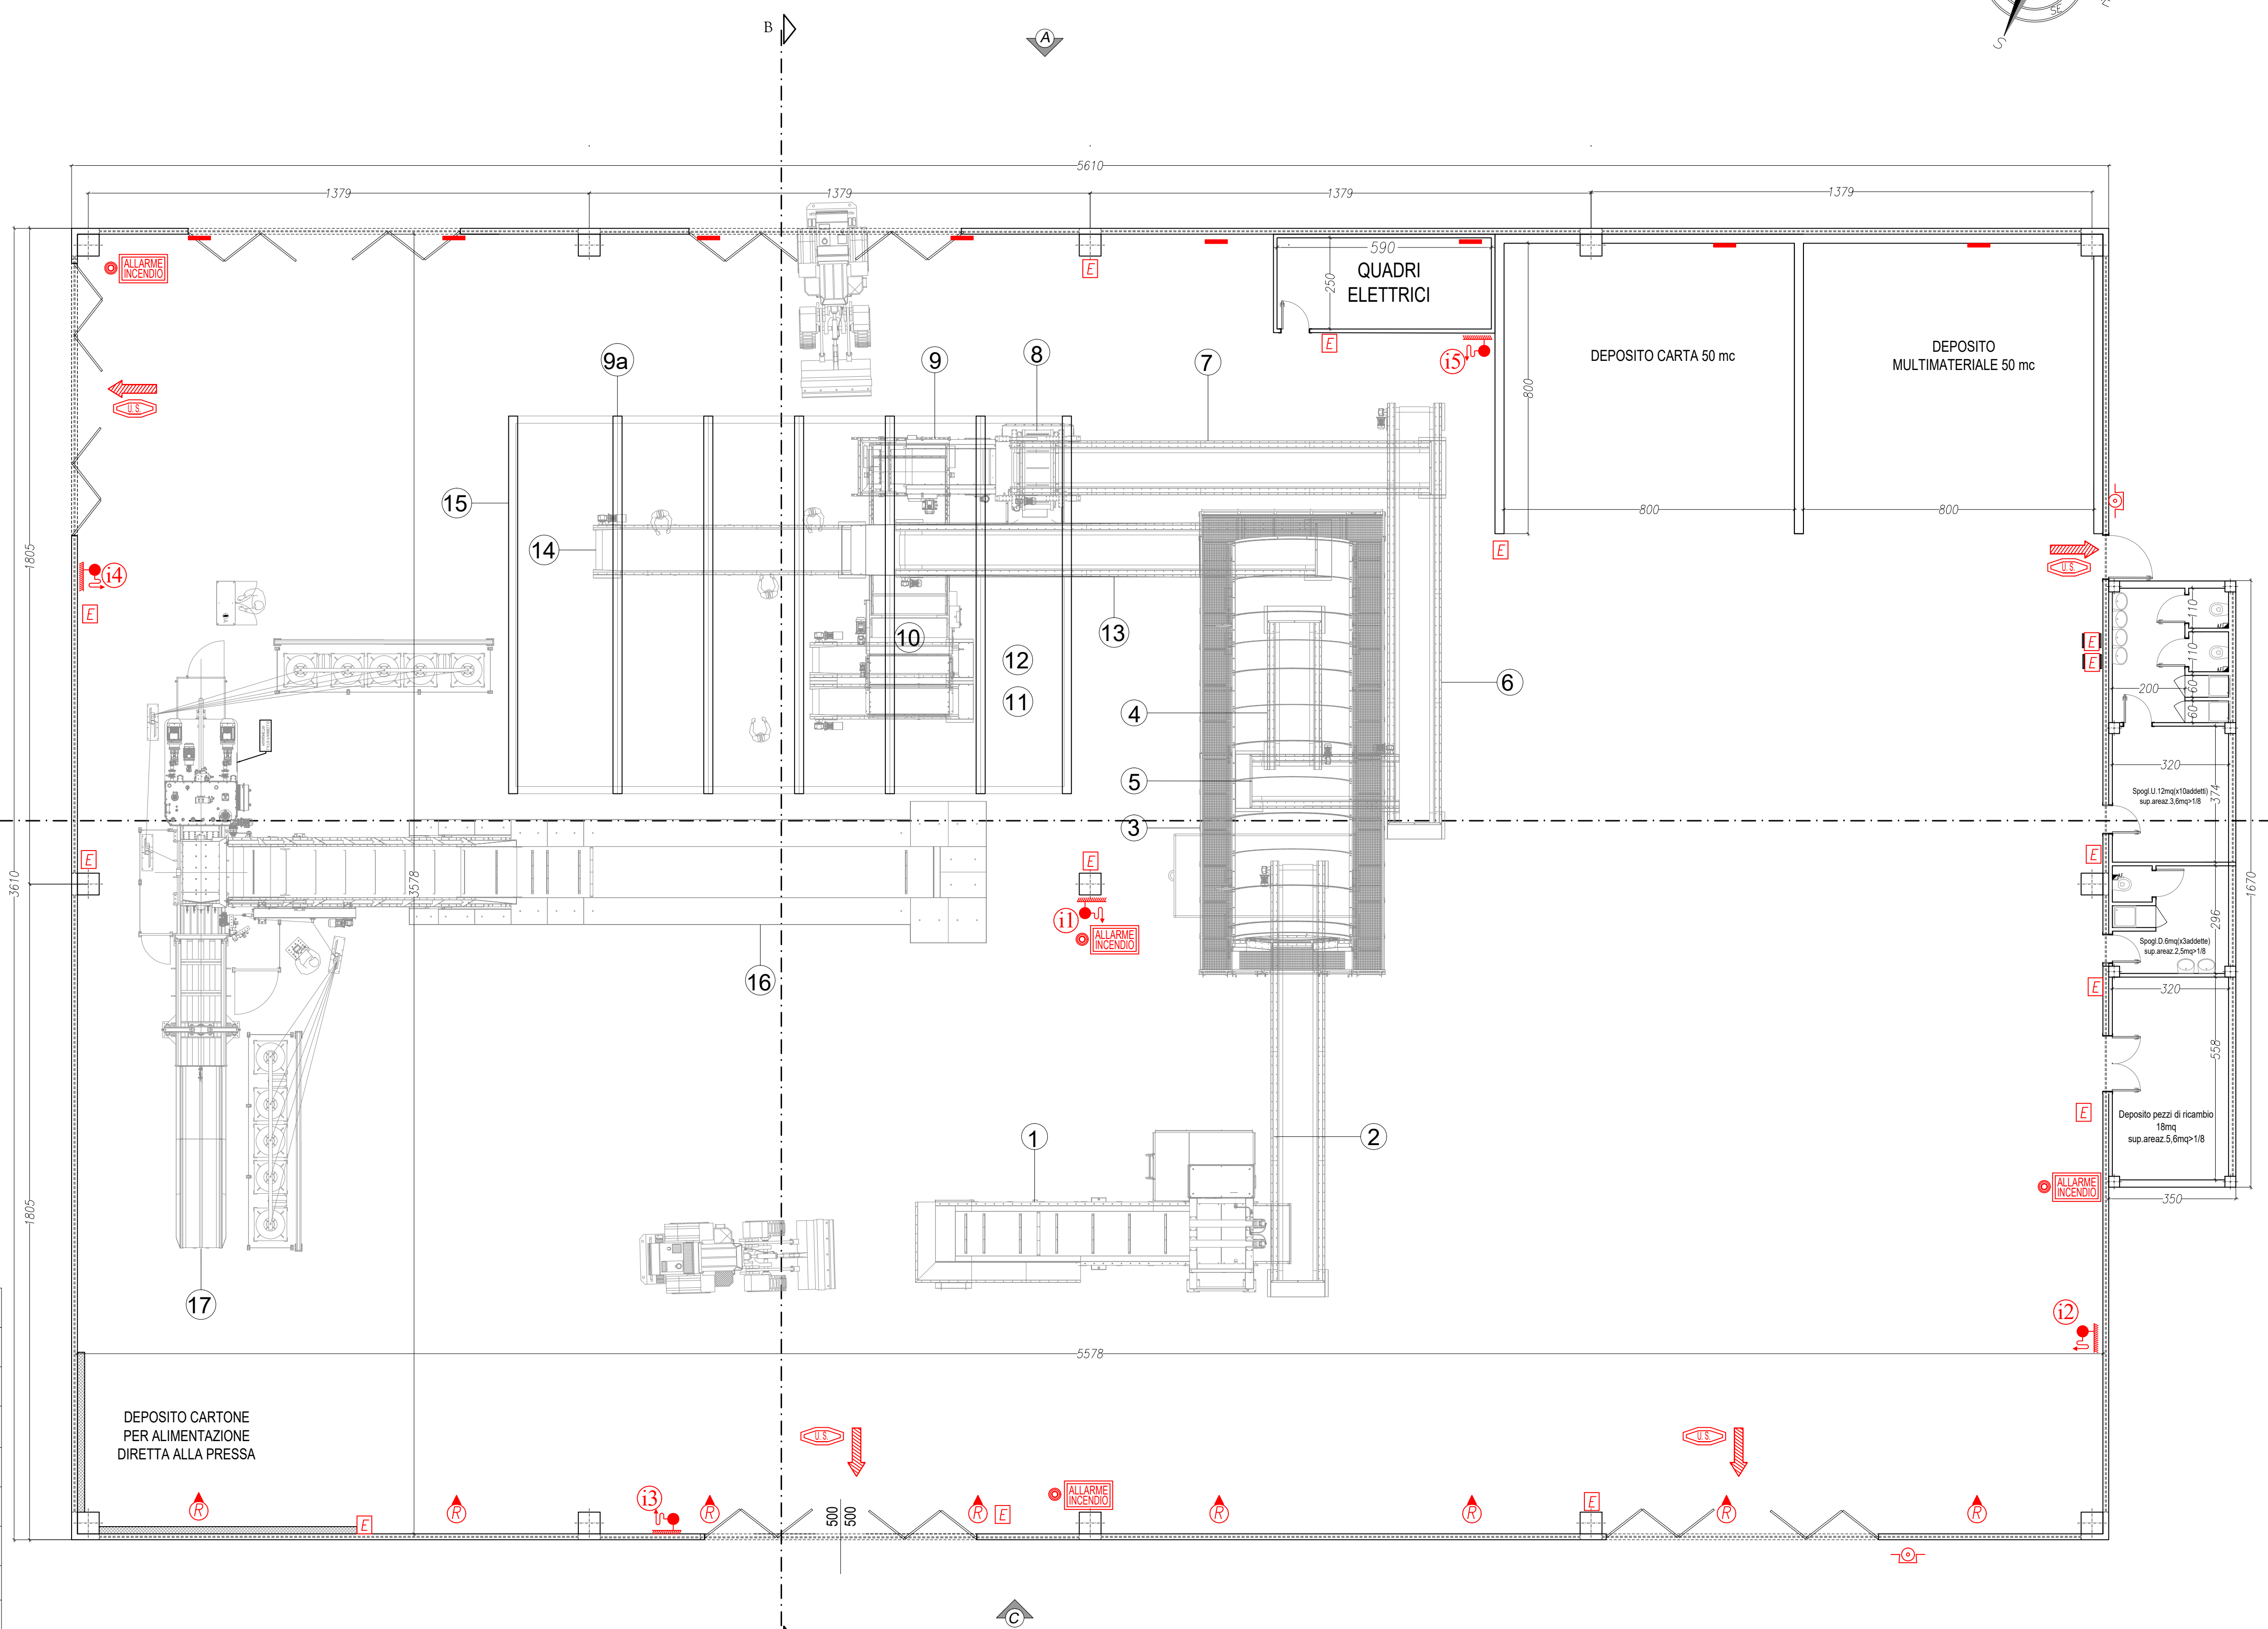 B
A
SE
S
5610
1379
1379
1379
1379
ALLARME
INCENDIO
E
590
250
QUADRI
ELETTRICI
E
i5
DEPOSITO CARTA 50 mc
DEPOSITO
MULTIMATERIALE 50 mc
800
800
800
U.S.
9a
9
8
7
15
14
13
10
12
11
6
4
5
3
16
1
2
17
1805
1805
3610
3578
i4
E
E
E
E
i1
ALLARME
INCENDIO
U.S.
E
E
110
110
200
60
60
320
Spogl.U.12mq(x10addetti)
sup.areaz.3,6mq>1/8
374
E
296
Spogl.D.6mq(x3addette)
sup.areaz.2,5mq>1/8
E
320
1670
558
E
Deposito pezzi di ricambio
18mq
sup.areaz.5,6mq>1/8
ALLARME
INCENDIO
350
i2
5578
DEPOSITO CARTONE
PER ALIMENTAZIONE
DIRETTA ALLA PRESSA
U.S.
U.S.
R
R
R
R
R
R
R
R
i3
E
E
E
ALLARME
INCENDIO
500
500
C